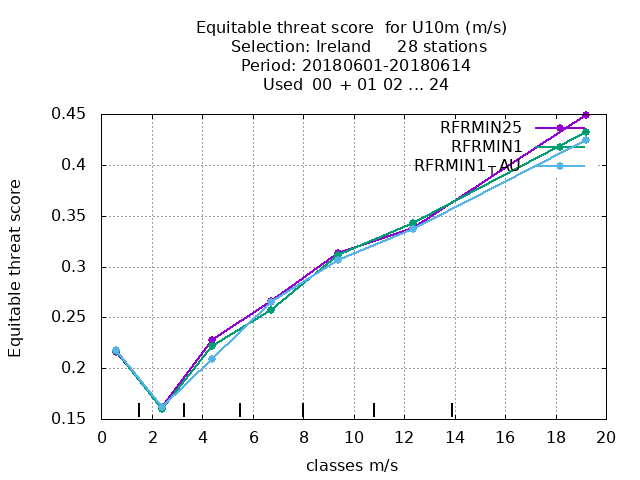 Equitable threat score for U10m (m/s)
Selection: Ireland 28 stations
Period: 20180601-20180614
Used 00 + 01 02 ... 24
RFRMIN25
RFRMIN1
RFRMIN1_AU
Equitable threat score
0.45
0.4
0.35
0.3
0.25
0.2
0.15
0 2 4 6 8 10 12 14 16 18 20
classes m/s